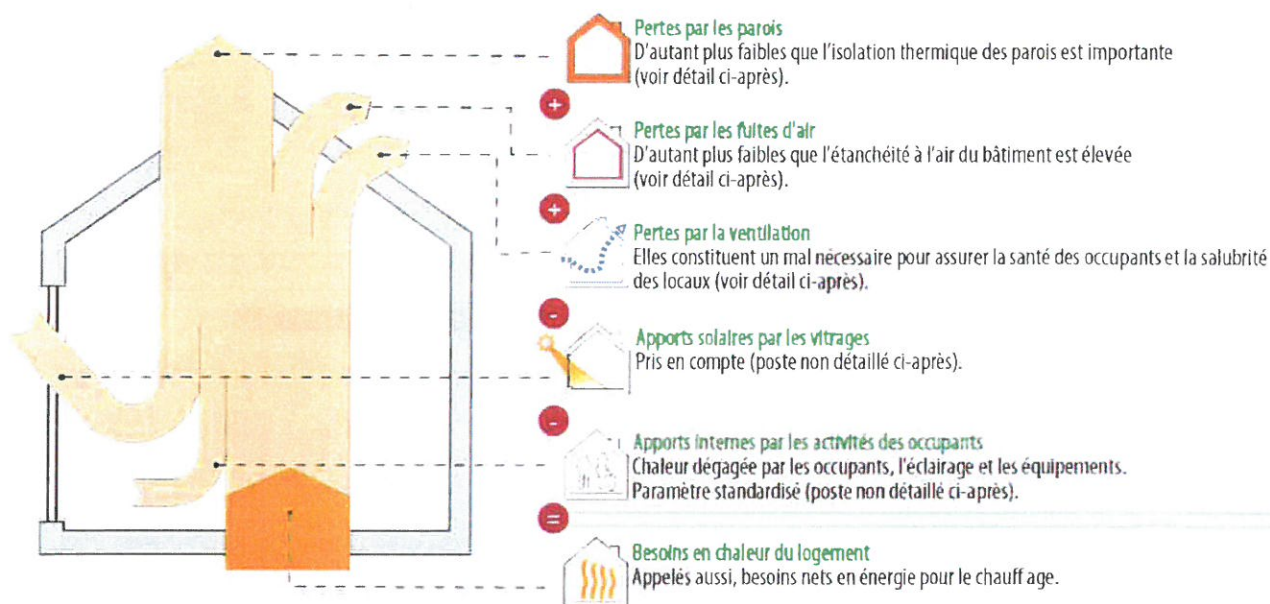 Pertes par les parois
D'autant plus faibles que l'isolation thermique des parois est importante
(voir détail ci-après).
+
Pertes par les fuites d'air
D'autant plus faibles que l'étanchéité à l'air du bâtiment est élevée
(voir détail ci-après).
+
Pertes par la ventilation
Elles constituent un mal nécessaire pour assurer la santé des occupants et la salubrité
des locaux (voir détail ci-après).
-
Apports solaires par les vitrages
Pris en compte (poste non détaillé ci-après).
-
Apports internes par les activités des occupants
Chaleur dégagée par les occupants, l'éclairage et les équipements.
Paramètre standardisé (poste non détaillé ci-après).
=
Besoins en chaleur du logement
Appelés aussi, besoins nets en énergie pour le chauff age.